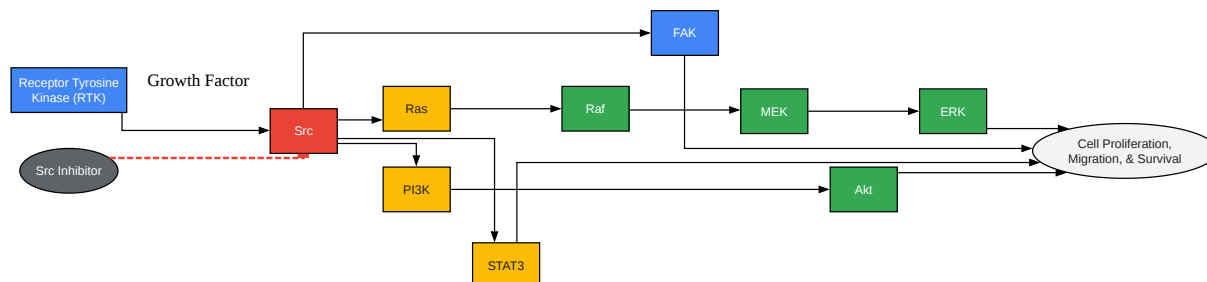 FAK
Receptor Tyrosine
Kinase (RTK)
Growth Factor
Src
Ras
Raf
MEK
ERK
Cell Proliferation,
Migration, & Survival
Src Inhibitor
PI3K
Akt
STAT3